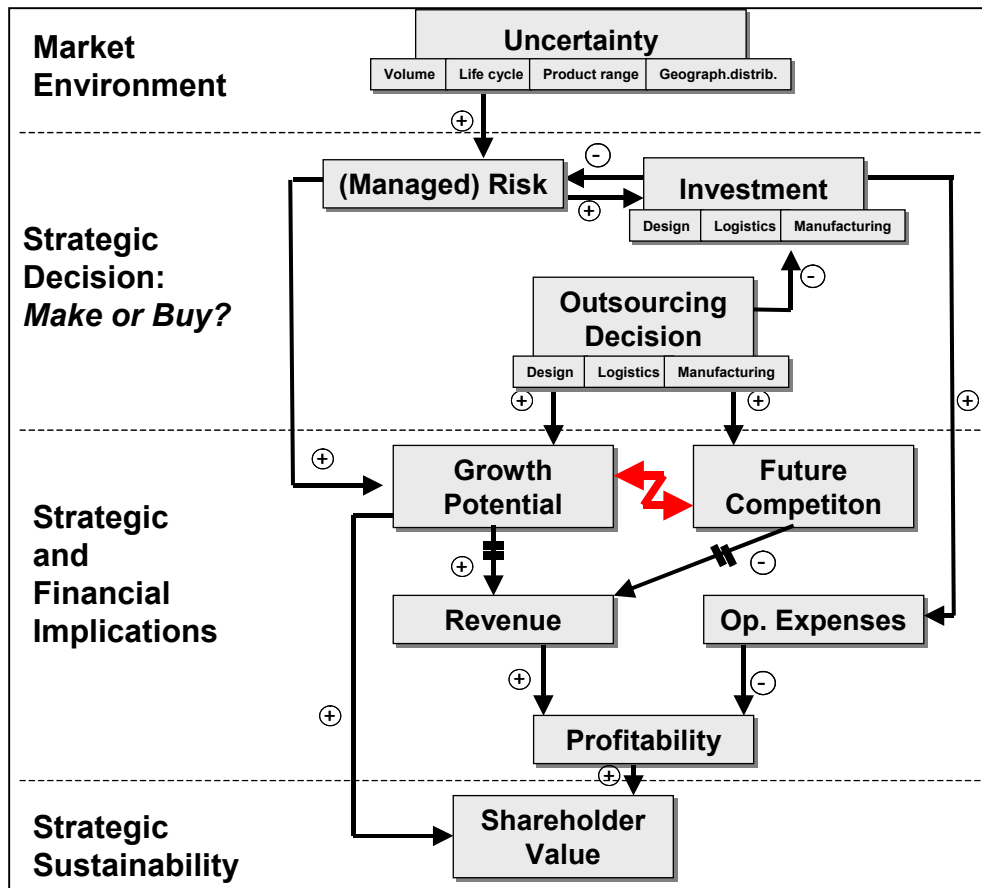 Market
Environment
Uncertainty
Volume
Life cycle
Product range
Geograph.distrib.
+
Strategic
Decision:
Make or Buy?
-
(Managed) Risk
+
Investment
Design
Logistics
Manufacturing
-
Outsourcing
Decision
Design
Logistics
Manufacturing
+
+
+
Strategic
and
Financial
Implications
+
Growth
Potential
Future
Competiton
+
-
Revenue
Op. Expenses
+
-
+
Profitability
+
Strategic
Sustainability
Shareholder
Value